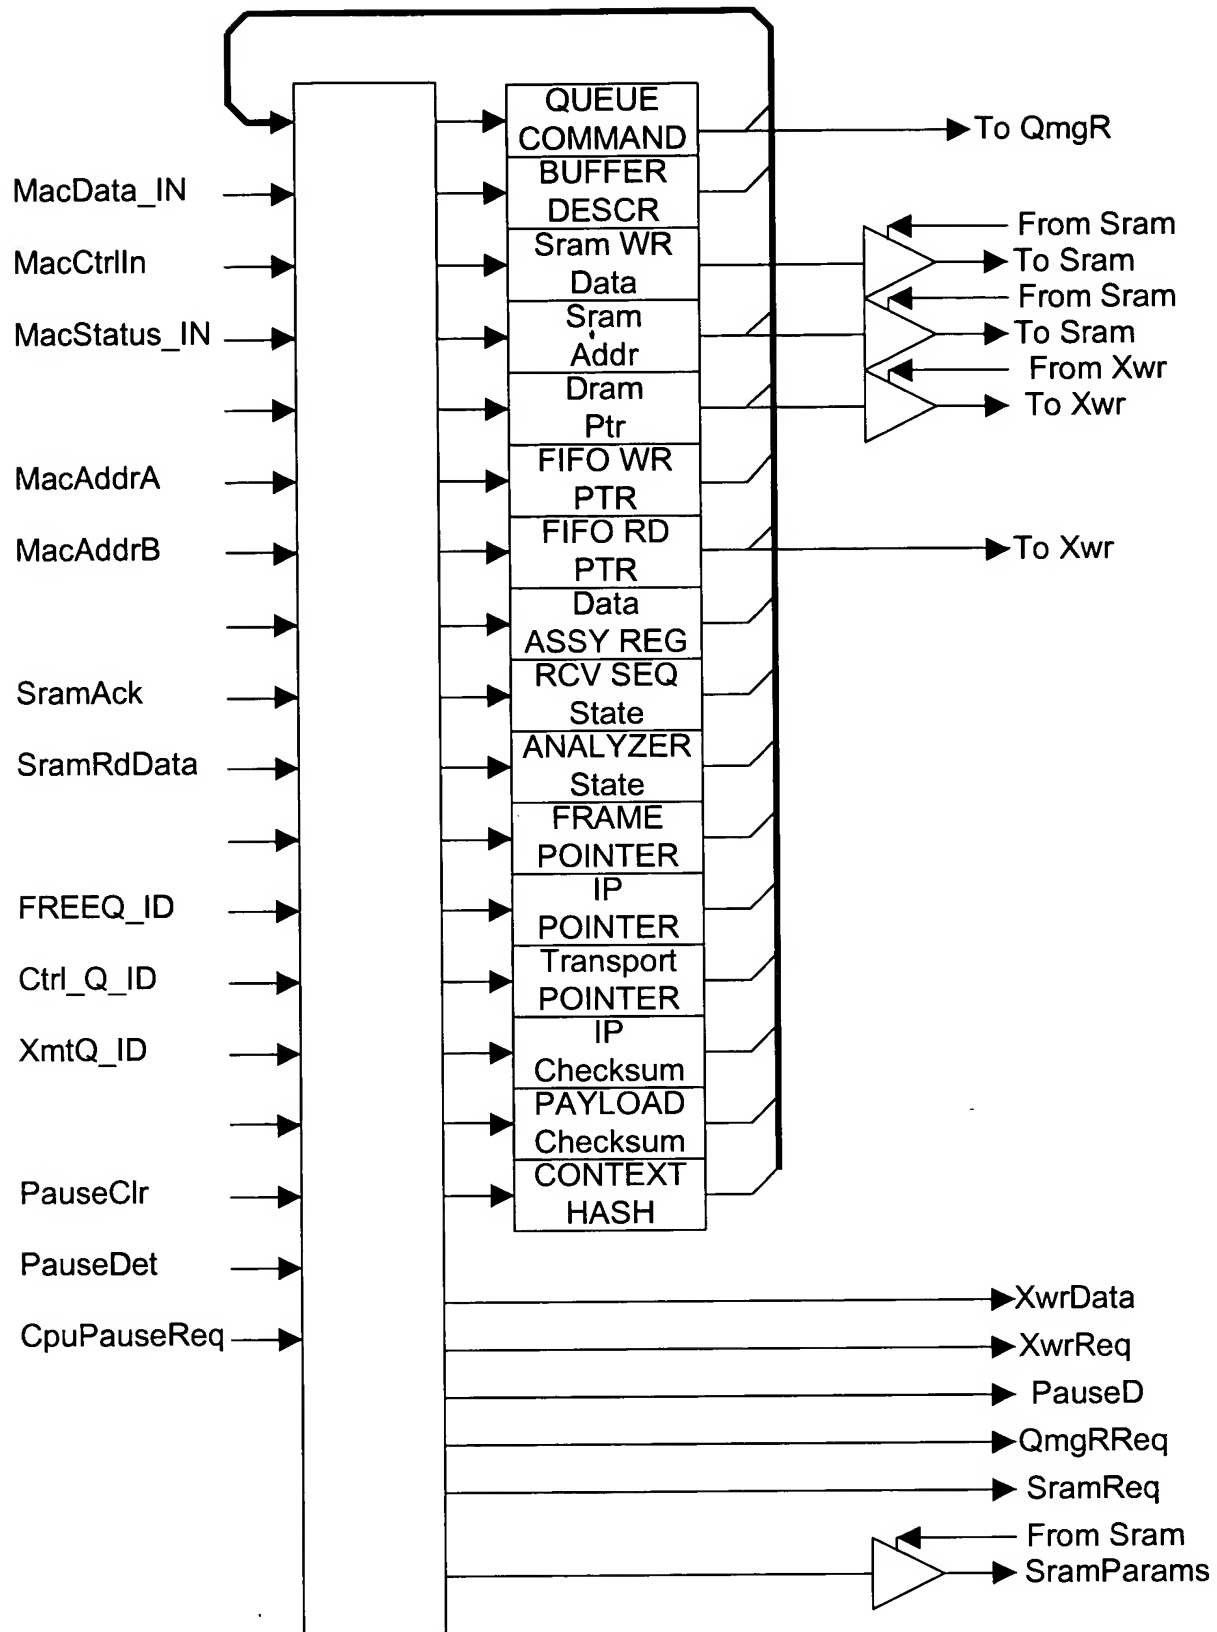 QUEUE
COMMAND
To QmgR
MacData_IN
BUFFER
DESCR
From Sram
MacCtrlIn
Sram WR
Data
To Sram
From Sram
MacStatus_IN
Sram
Addr
To Sram
From Xwr
Dram
Ptr
To Xwr
MacAddrA
FIFO WR
PTR
MacAddrB
FIFO RD
PTR
To Xwr
Data
ASSY REG
SramAck
RCV SEQ
State
SramRdData
ANALYZER
State
FRAME
POINTER
FREEQ_ID
IP
POINTER
Ctrl_Q_ID
Transport
POINTER
XmtQ_ID
IP
Checksum
PAYLOAD
Checksum
PauseClr
CONTEXT
HASH
PauseDet
XwrData
CpuPauseReq
XwrReq
PauseD
QmgRReq
SramReq
From Sram
SramParams